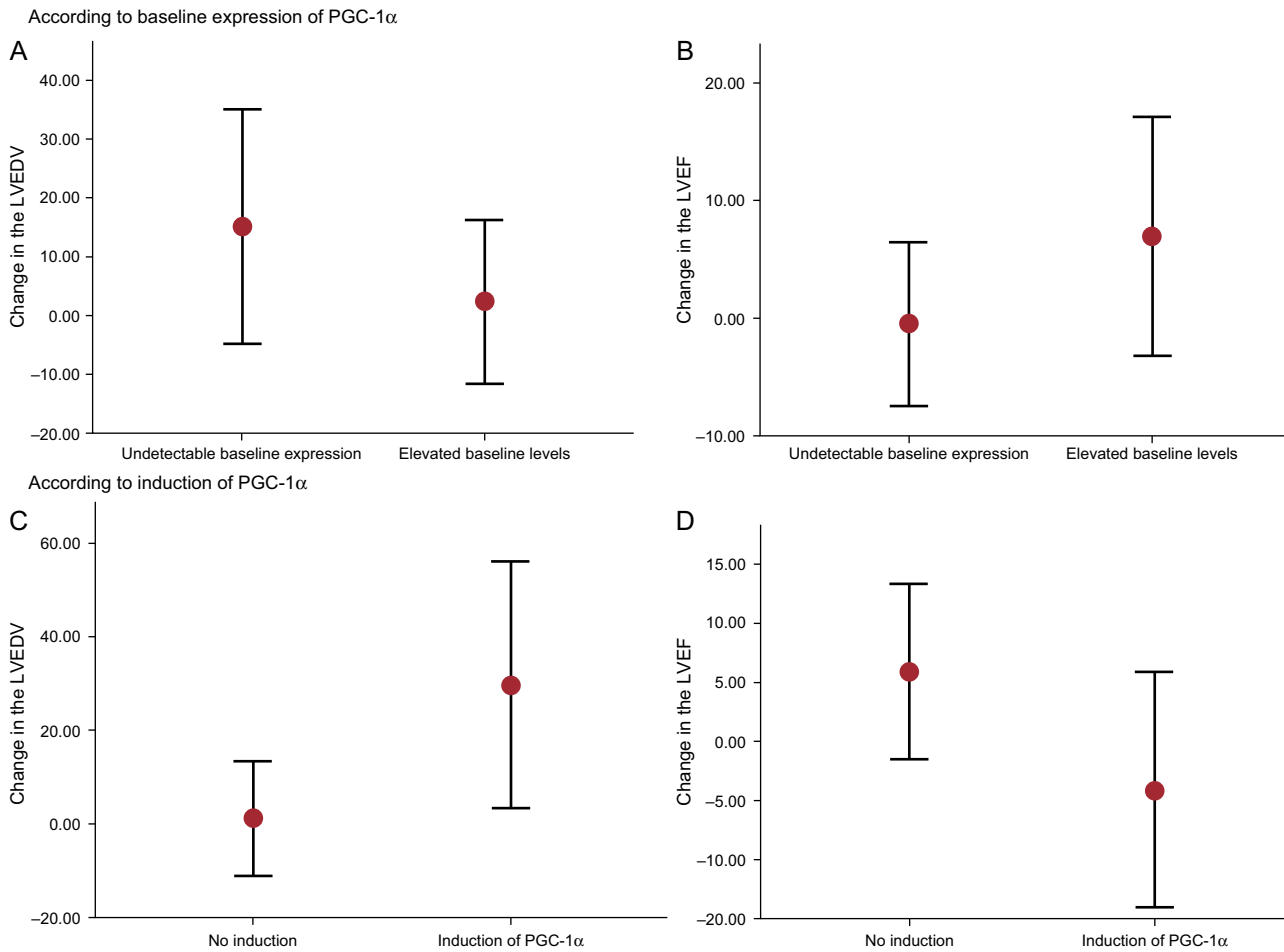 According to baseline expression of PGC-1α
A
Change in the LVEDV
40.00
30.00
20.00
10.00
0.00
–10.00
–20.00
Undetectable baseline expression
Elevated baseline levels
B
Change in the LVEF
20.00
10.00
0.00
–10.00
Undetectable baseline expression
Elevated baseline levels
According to induction of PGC-1α
C
Change in the LVEDV
60.00
40.00
20.00
0.00
–20.00
No induction
Induction of PGC-1α
D
Change in the LVEF
15.00
10.00
5.00
0.00
–5.00
–10.00
–20.00
No induction
Induction of PGC-1α